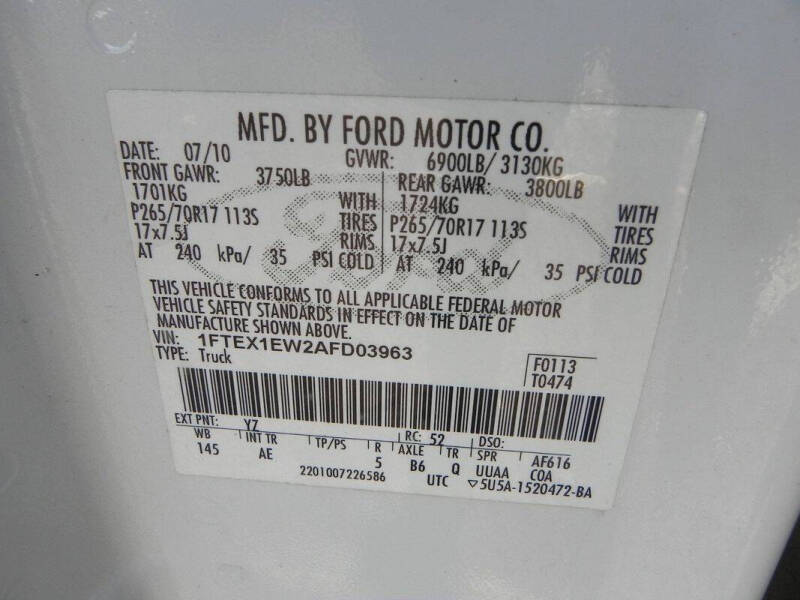 MFD. BY FORD MOTOR CO.
DATE: 07/10 GVWR: 6900LB/ 3130KG
FRONT GAWR: 3750LB REAR GAWR: 3800LB
1701KG WITH 1724KG WITH
P265/70R17 113S TIRES P265/70R17 113S TIRES
17x7.5J RIMS 17x7.5J RIMS
AT 240 kPa/ 35 PSI COLD AT 240 kPa/ 35 PSI COLD
Ford
THIS VEHICLE CONFORMS TO ALL APPLICABLE FEDERAL MOTOR
VEHICLE SAFETY STANDARDS IN EFFECT ON THE DATE OF
MANUFACTURE SHOWN ABOVE.
VIN: 1FTEX1EW2AFD03963
TYPE: Truck
F0113
T0474
EXT PNT: YZ RC: 52 DSO:
WB INT TR TP/PS R AXLE TR SPR AF616
145 AE 5 B6 Q UUAA COA
2201007226586 UTC ▽5U5A-1520472-BA